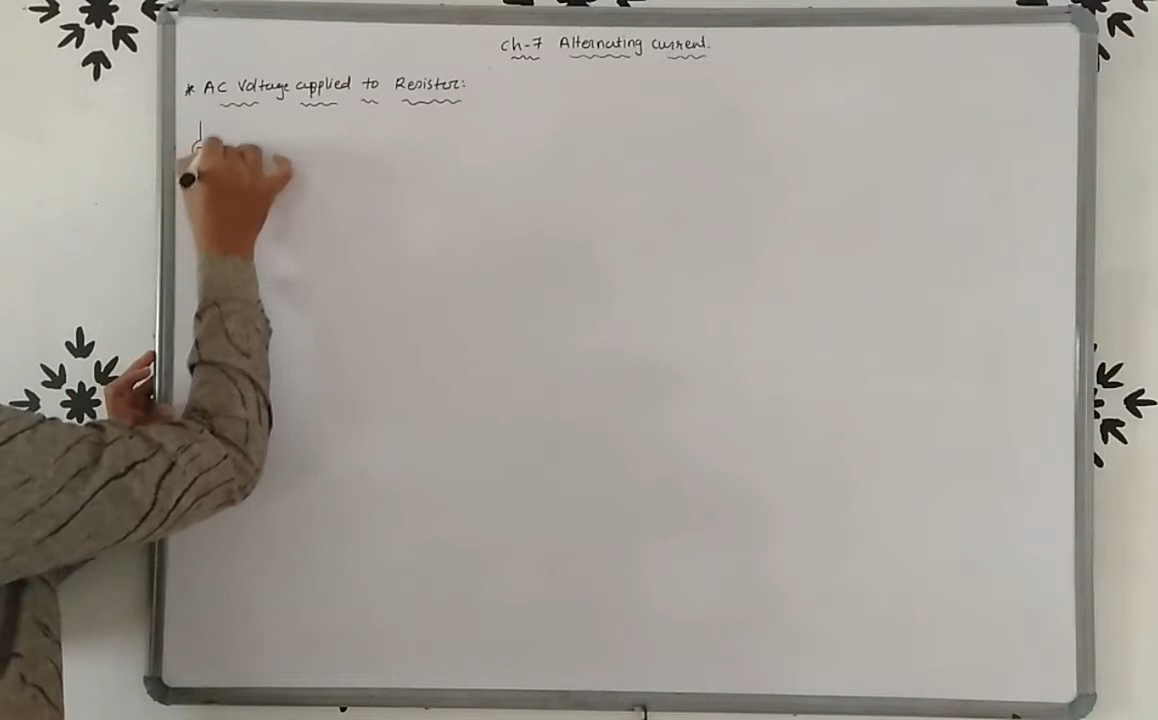 Ch-7 Alternating current.
* AC Voltage applied to Resistor: